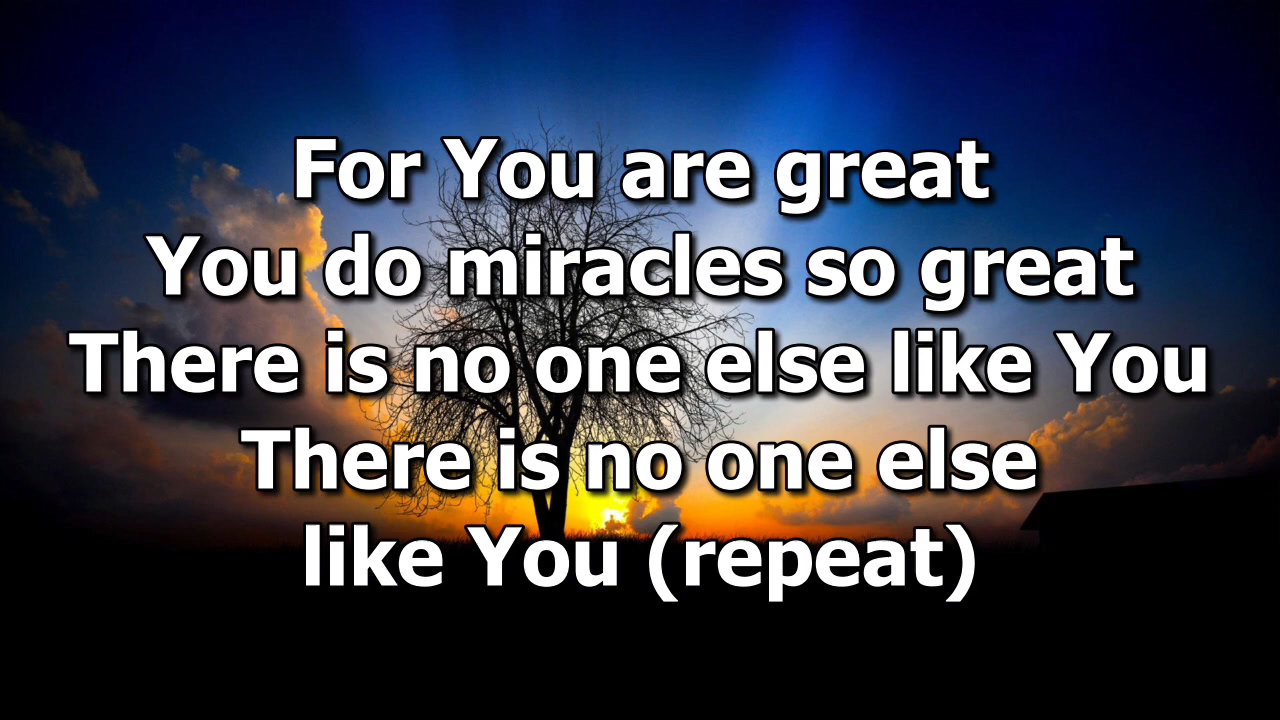 For You are great
You do miracles so great
There is no one else like You
There is no one else
like You (repeat)